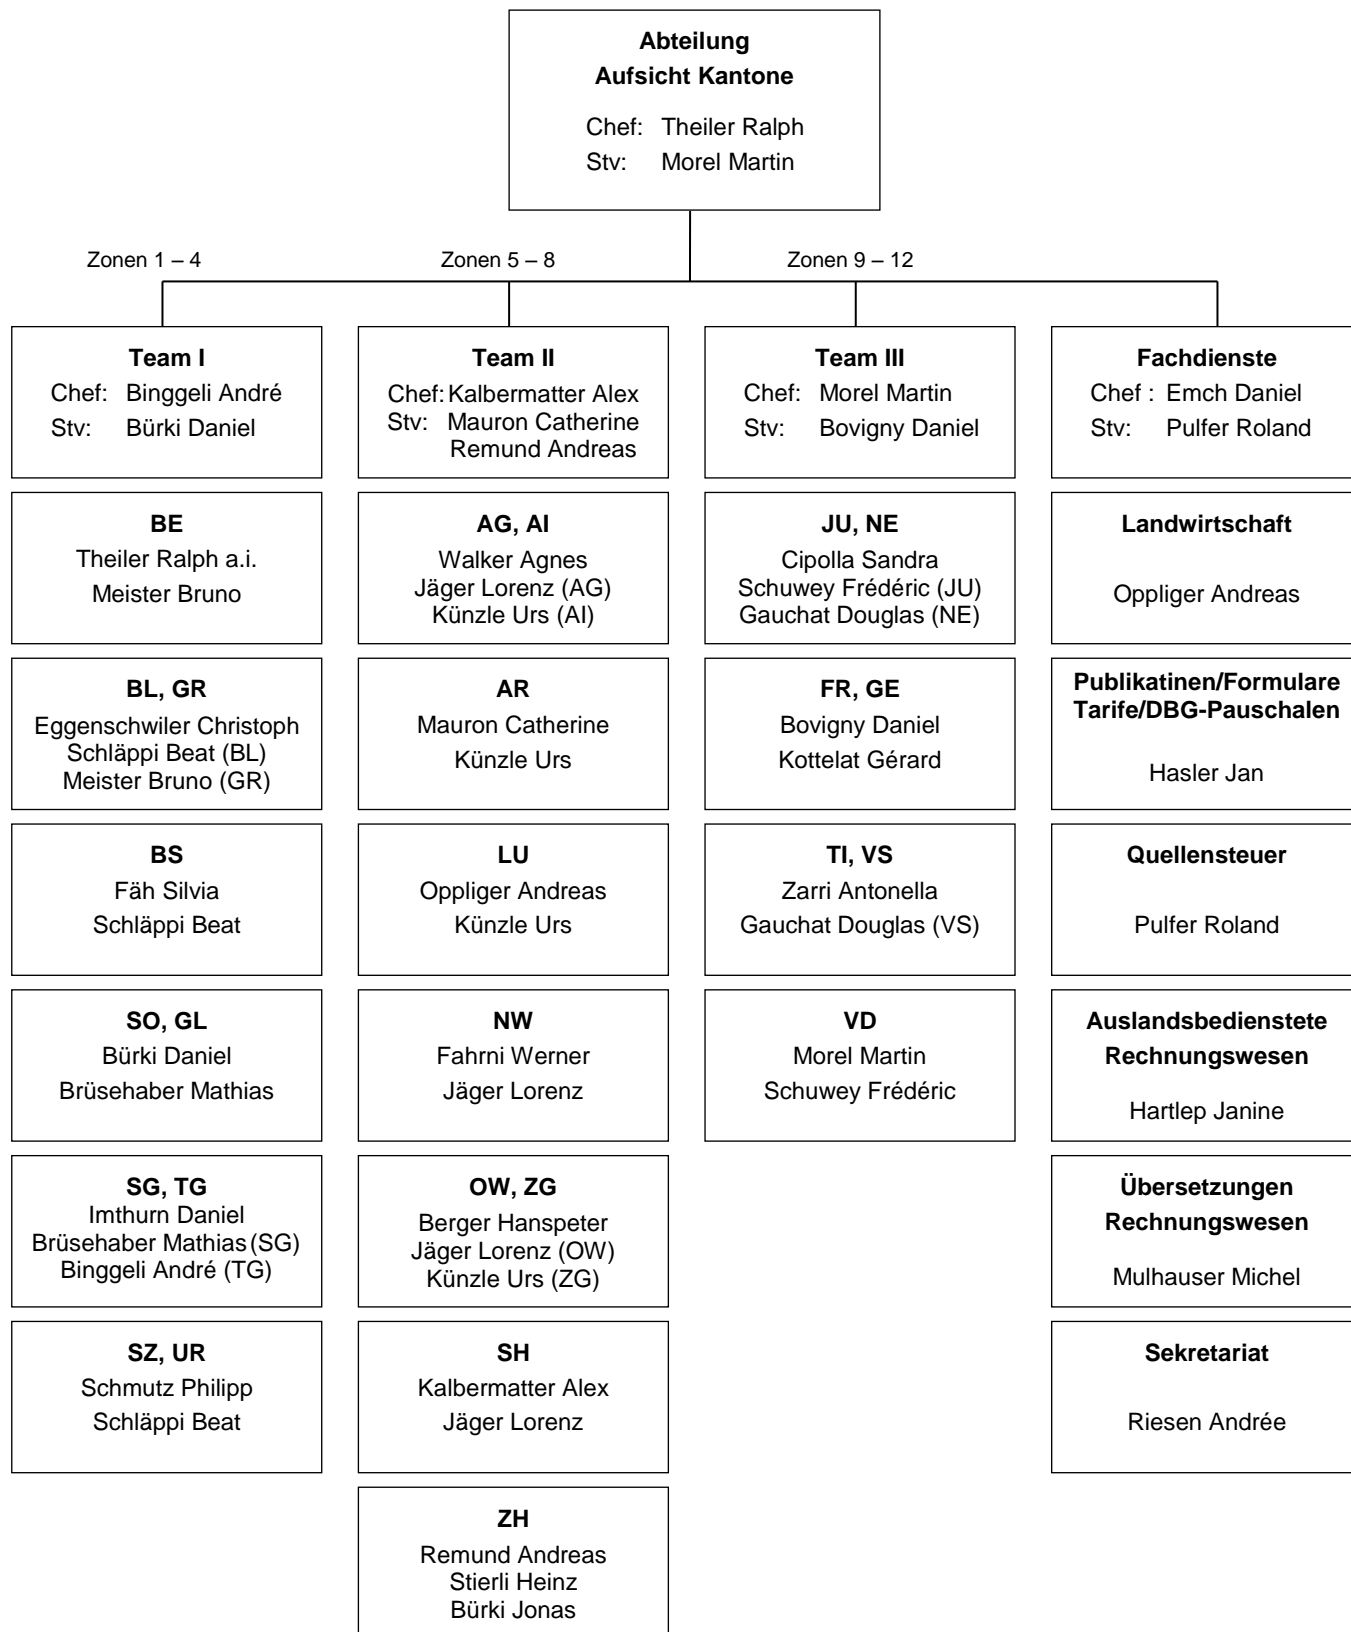 Abteilung
Aufsicht Kantone
Chef: Theiler Ralph
Stv: Morel Martin
Zonen 1 – 4
Zonen 5 – 8
Zonen 9 – 12
Team I
Chef: Binggeli André
Stv: Bürki Daniel
BE
Theiler Ralph a.i.
Meister Bruno
BL, GR
Eggenschwiler Christoph
Schläppi Beat (BL)
Meister Bruno (GR)
BS
Fäh Silvia
Schläppi Beat
SO, GL
Bürki Daniel
Brüsehaber Mathias
SG, TG
Imthurn Daniel
Brüsehaber Mathias (SG)
Binggeli André (TG)
SZ, UR
Schmutz Philipp
Schläppi Beat
Team II
Chef: Kalbermatter Alex
Stv: Mauron Catherine
Remund Andreas
AG, AI
Walker Agnes
Jäger Lorenz (AG)
Künzle Urs (AI)
AR
Mauron Catherine
Künzle Urs
LU
Oppliger Andreas
Künzle Urs
NW
Fahrni Werner
Jäger Lorenz
OW, ZG
Berger Hanspeter
Jäger Lorenz (OW)
Künzle Urs (ZG)
SH
Kalbermatter Alex
Jäger Lorenz
ZH
Remund Andreas
Stierli Heinz
Bürki Jonas
Team III
Chef: Morel Martin
Stv: Bovigny Daniel
JU, NE
Cipolla Sandra
Schuwey Frédéric (JU)
Gauchat Douglas (NE)
FR, GE
Bovigny Daniel
Kottelat Gérard
TI, VS
Zarri Antonella
Gauchat Douglas (VS)
VD
Morel Martin
Schuwey Frédéric
Fachdienste
Chef : Emch Daniel
Stv: Pulfer Roland
Landwirtschaft
Oppliger Andreas
Publikatinen/Formulare
Tarife/DBG-Pauschalen
Hasler Jan
Quellensteuer
Pulfer Roland
Auslandsbedienstete
Rechnungswesen
Hartlep Janine
Übersetzungen
Rechnungswesen
Mulhauser Michel
Sekretariat
Riesen Andrée